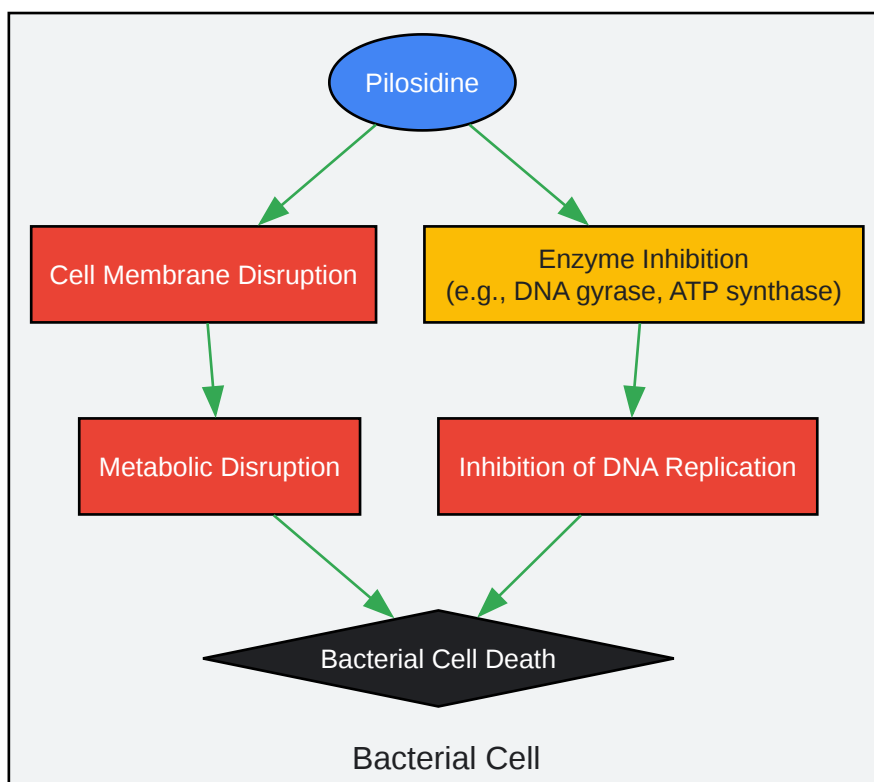 Pilosidine
Cell Membrane Disruption
Enzyme Inhibition
(e.g., DNA gyrase, ATP synthase)
Metabolic Disruption
Inhibition of DNA Replication
Bacterial Cell Death
Bacterial Cell